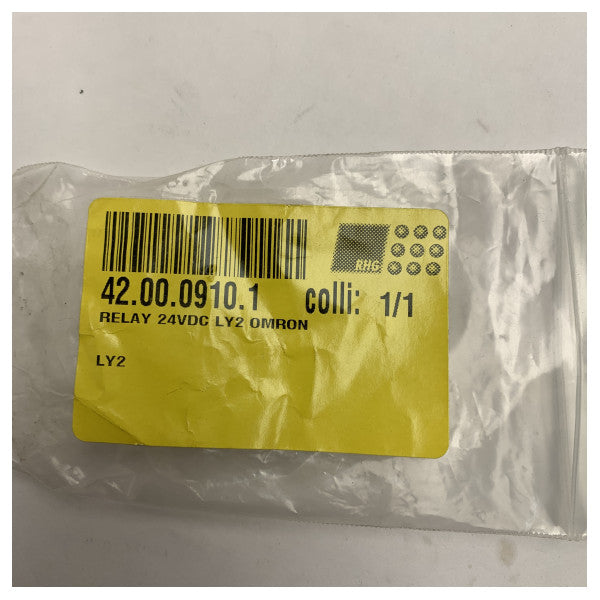 RHG
42.00.0910.1 colli: 1/1
RELAY 24VDC LY2 OMRON
LY2